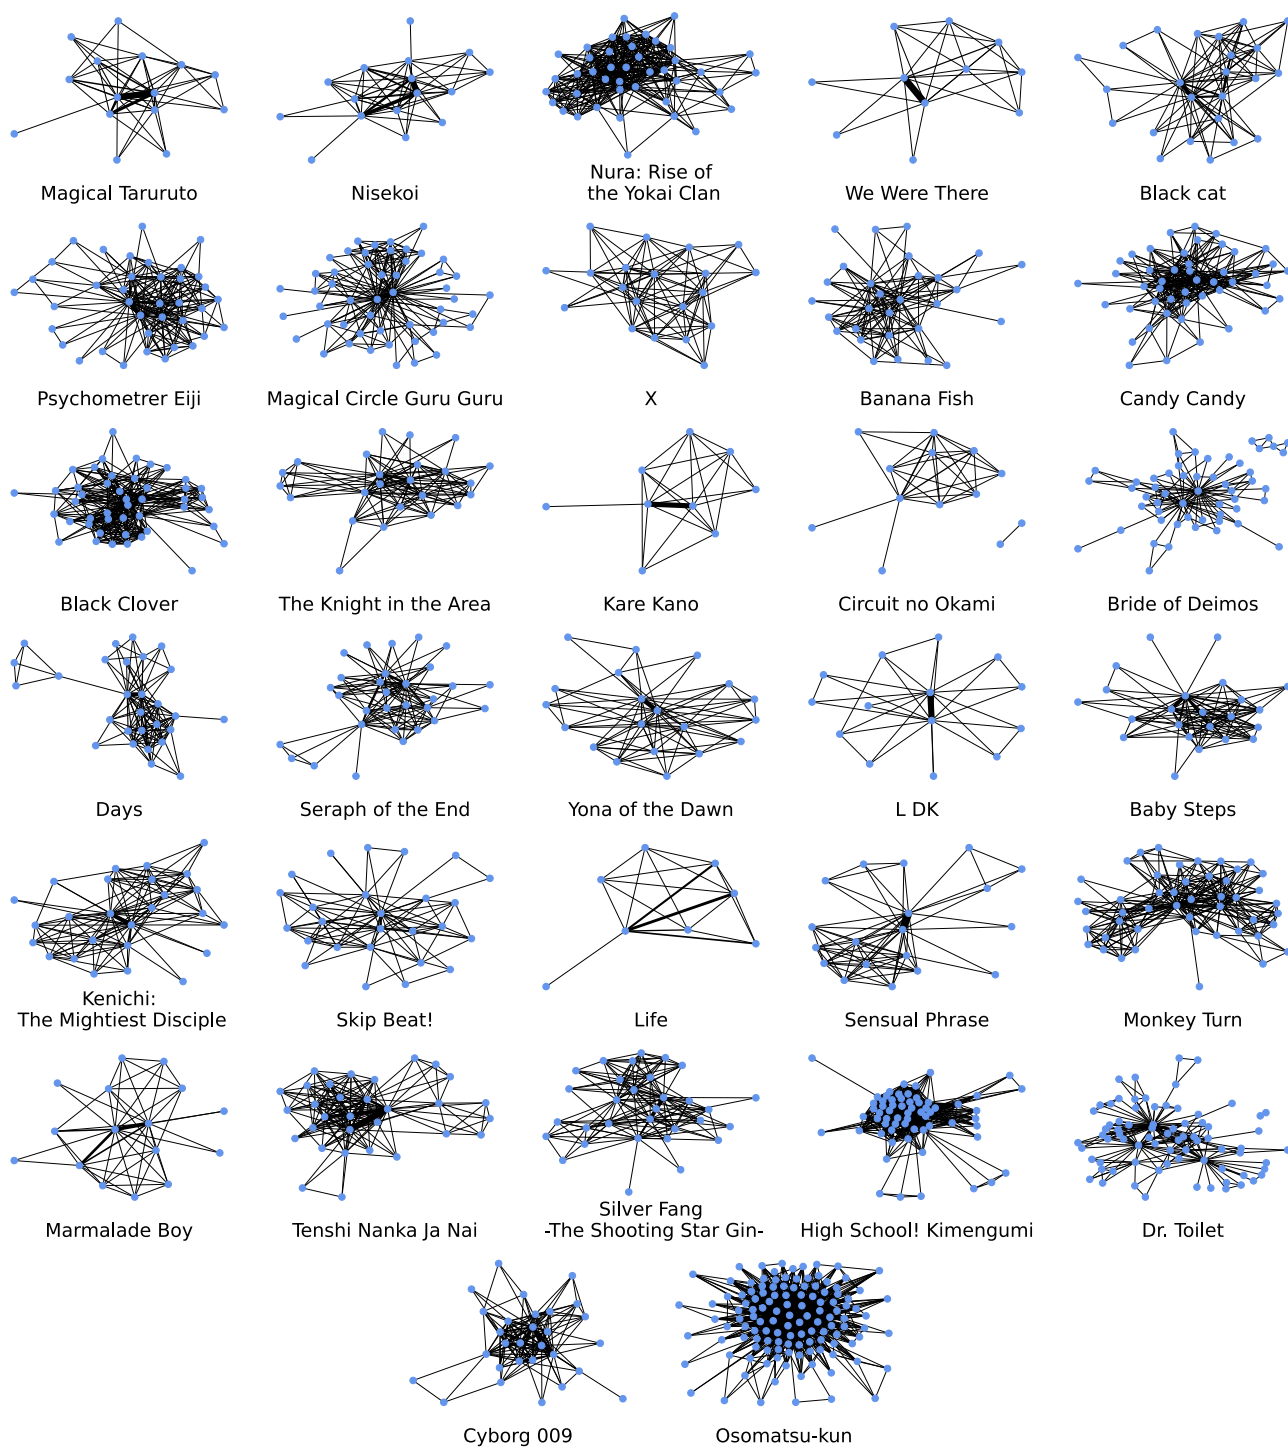 Magical Taruruto
Nisekoi
Nura: Rise of
the Yokai Clan
We Were There
Black cat
Psychometrer Eiji
Magical Circle Guru Guru
X
Banana Fish
Candy Candy
Black Clover
The Knight in the Area
Kare Kano
Circuit no Okami
Bride of Deimos
Days
Seraph of the End
Yona of the Dawn
L DK
Baby Steps
Kenichi:
The Mightiest Disciple
Skip Beat!
Life
Sensual Phrase
Monkey Turn
Marmalade Boy
Tenshi Nanka Ja Nai
Silver Fang
-The Shooting Star Gin-
High School! Kimengumi
Dr. Toilet
Cyborg 009
Osomatsu-kun